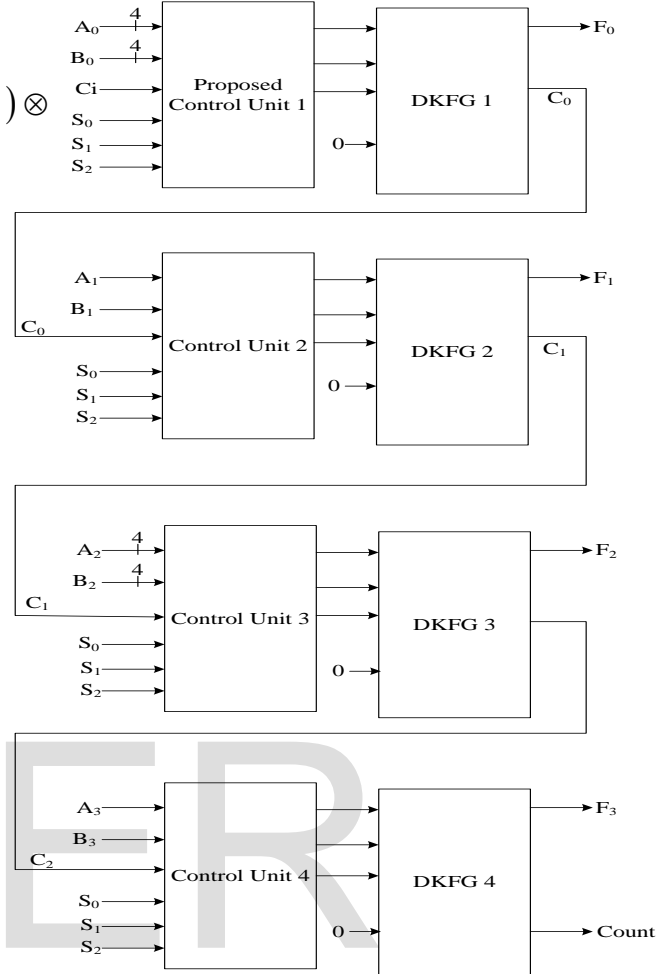 4
A₀
4
B₀
Ci
S₀
S₁
S₂
) ⊗
Proposed
Control Unit 1
DKFG 1
0
F₀
C₀
A₁
B₁
C₀
S₀
S₁
S₂
Control Unit 2
DKFG 2
0
F₁
C₁
4
A₂
4
B₂
C₁
S₀
S₁
S₂
Control Unit 3
DKFG 3
0
F₂
A₃
B₃
C₂
S₀
S₁
S₂
Control Unit 4
DKFG 4
0
F₃
Count
ER